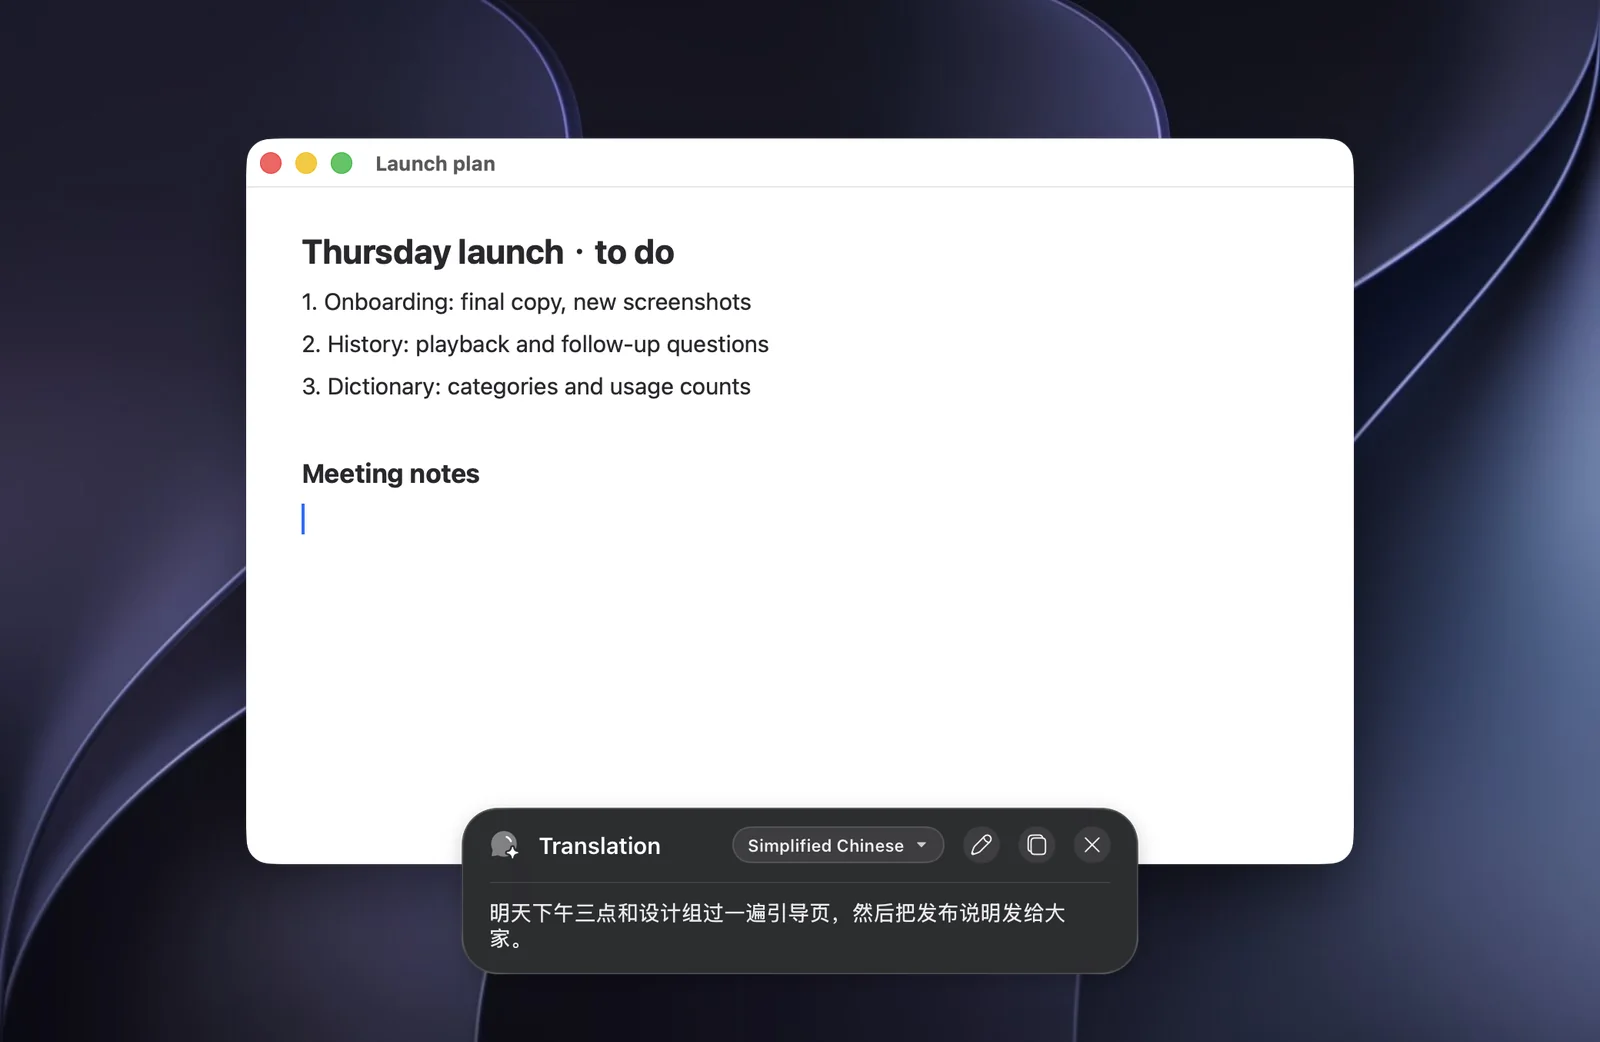 Launch plan
Thursday launch · to do
1. Onboarding: final copy, new screenshots
2. History: playback and follow-up questions
3. Dictionary: categories and usage counts
Meeting notes
Translation
Simplified Chinese
明天下午三点和设计组过一遍引导页，然后把发布说明发给大
家。